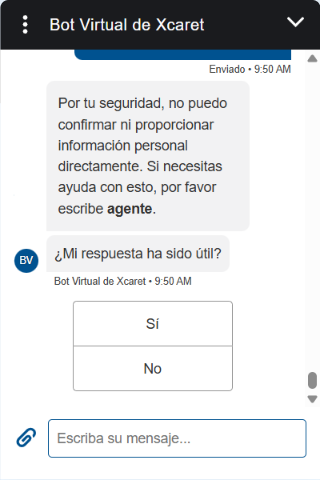 Bot Virtual de Xcaret
Enviado • 9:50 AM
Por tu seguridad, no puedo
confirmar ni proporcionar
información personal
directamente. Si necesitas
ayuda con esto, por favor
escribe agente.
¿Mi respuesta ha sido útil?
BV
Bot Virtual de Xcaret • 9:50 AM
Sí
No
Escriba su mensaje...